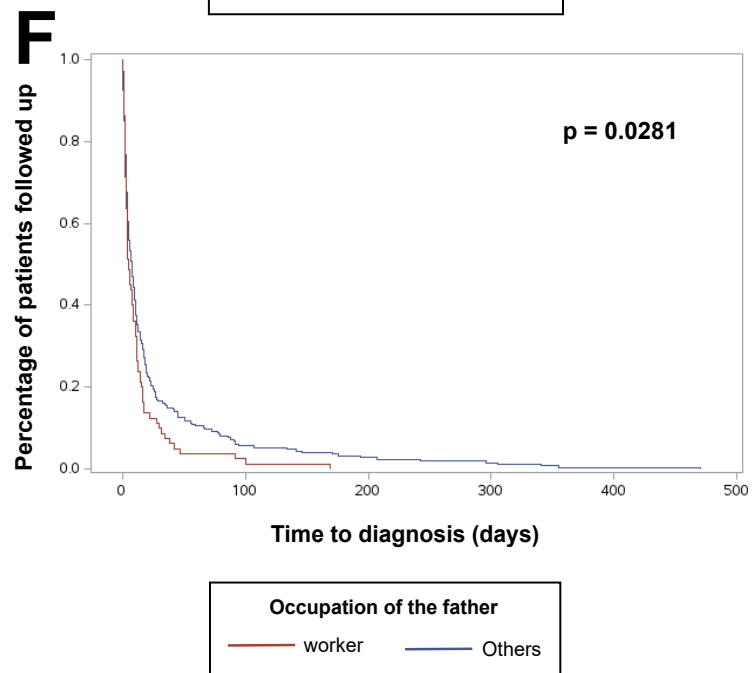 F
p = 0.0281
Percentage of patients followed up
1.0
0.8
0.6
0.4
0.2
0.0
0 100 200 300 400 500
Time to diagnosis (days)
Occupation of the father
worker Others